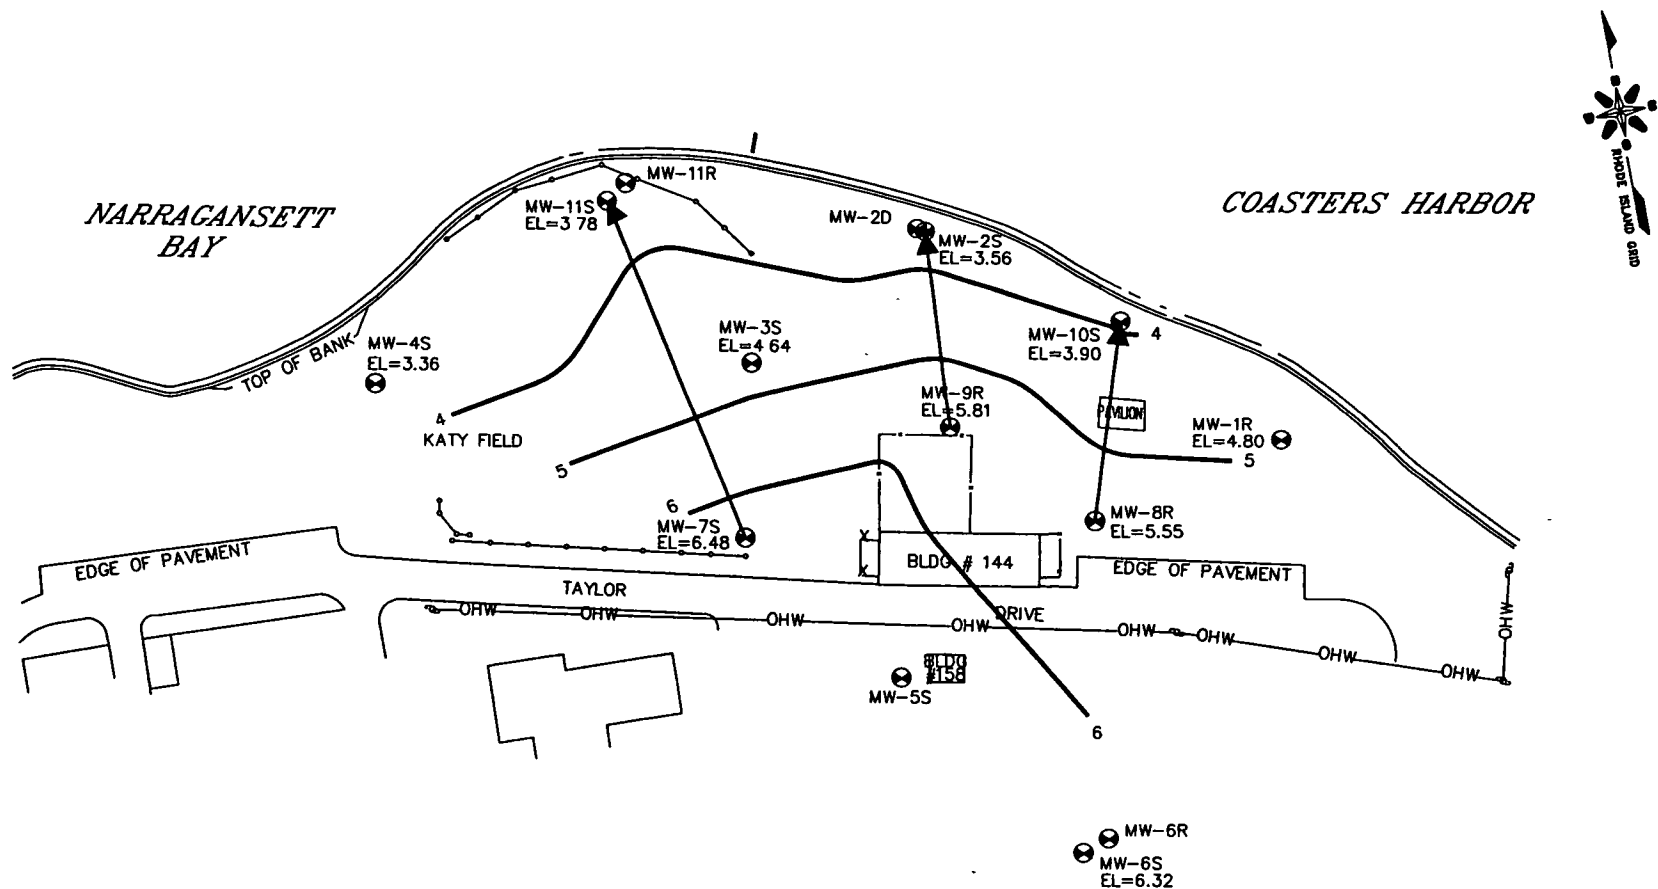 MW-11R
NARRAGANSETT
BAY
MW-11S
EL=3 78
MW-2D
MW-2S
EL=3.56
COASTERS HARBOR
RHODE ISLAND GRID
MW-4S
EL=3.36
TOP OF BANK
MW-3S
EL=4 64
MW-10S
EL=3.90
4
MW-9R
EL=5.81
PAVILION
4
KATY FIELD
MW-1R
EL=4.80
5
5
6
MW-7S
EL=6.48
MW-8R
EL=5.55
EDGE OF PAVEMENT
BLDG # 144
EDGE OF PAVEMENT
TAYLOR
DRIVE
OHW
OHW
OHW
OHW
OHW
OHW
OHW
OHW
OHW
BLDG
#158
MW-5S
6
MW-6R
MW-6S
EL=6.32